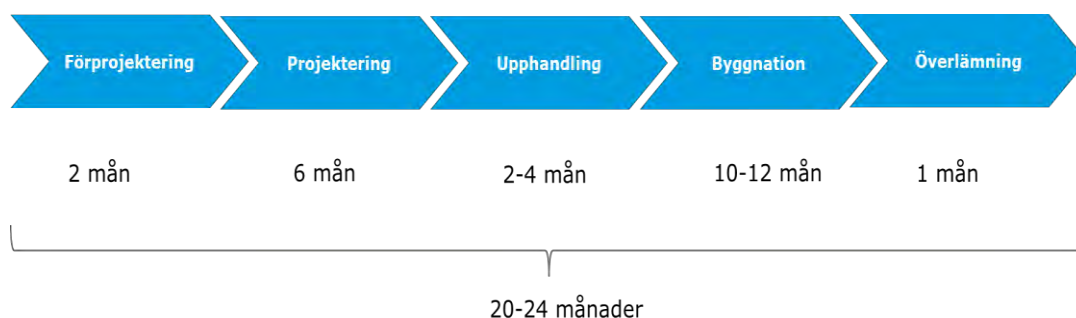 Förprojektering
Projektering
Upphandling
Byggnation
Överlämning
2 mån
6 mån
2-4 mån
10-12 mån
1 mån
20-24 månader